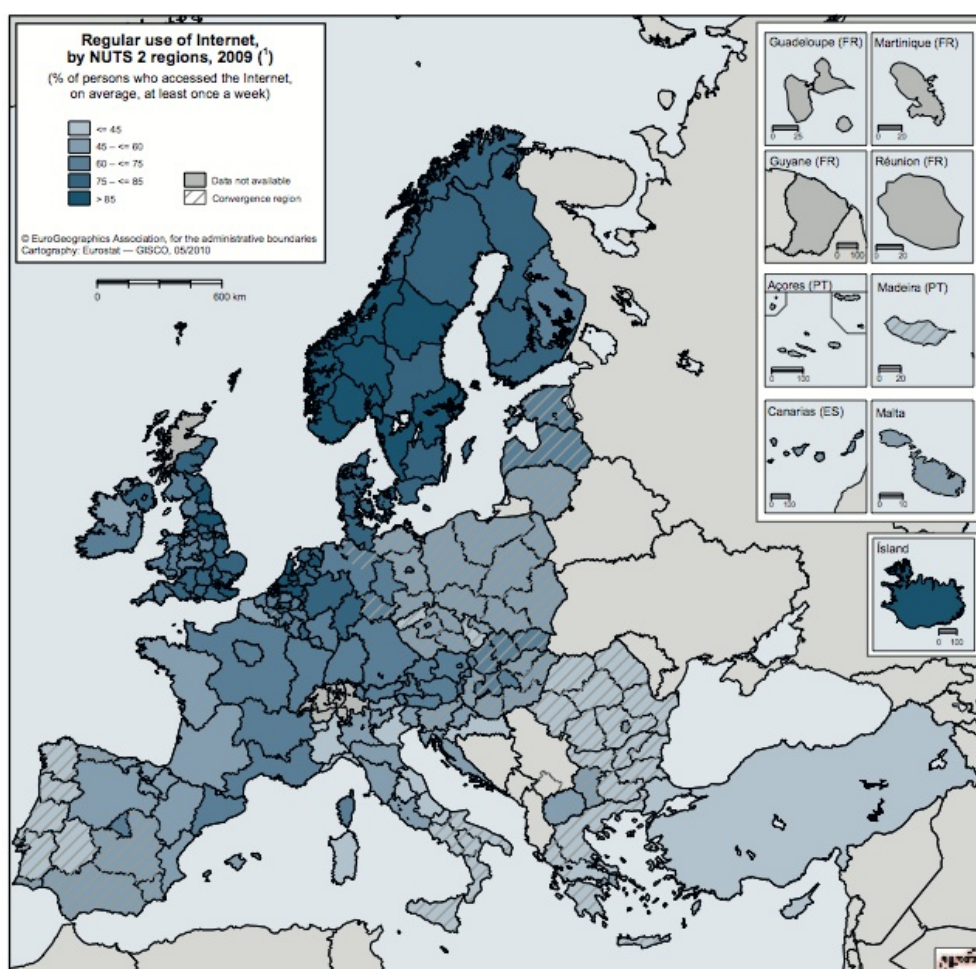 Regular use of Internet,
by NUTS 2 regions, 2009 (¹)
(% of persons who accessed the Internet,
on average, at least once a week)
<= 45
45 – <= 60
60 – <= 75
75 – <= 85
> 85
Data not available
Convergence region
© EuroGeographics Association, for the administrative boundaries
Cartography: Eurostat — GISCO, 05/2010
0 600 km
Guadeloupe (FR)
0 25
Martinique (FR)
0 20
Guyane (FR)
0 100
Réunion (FR)
0 20
Açores (PT)
0 100
Madeira (PT)
0 20
Canarias (ES)
0 100
Malta
0 10
Ísland
0 100